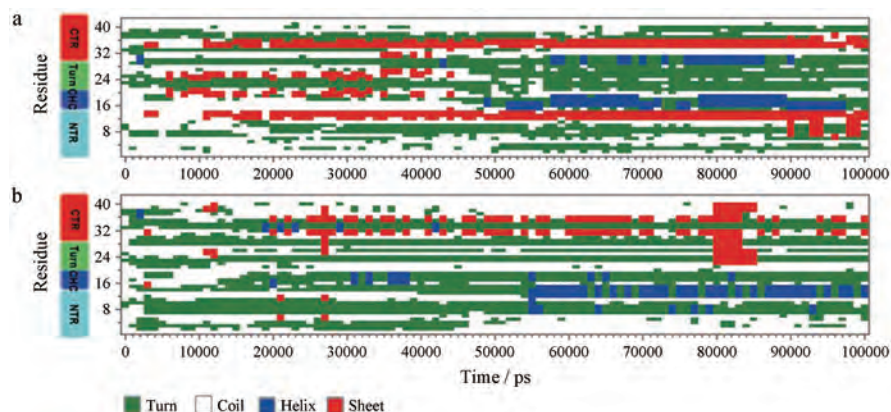 a
40
32
24
16
8
Residue
CTR
Turn
CHC
NTR
0 10000 20000 30000 40000 50000 60000 70000 80000 90000 100000
b
40
32
24
16
8
Residue
CTR
Turn
CHC
NTR
0 10000 20000 30000 40000 50000 60000 70000 80000 90000 100000
Time / ps
Turn Coil Helix Sheet